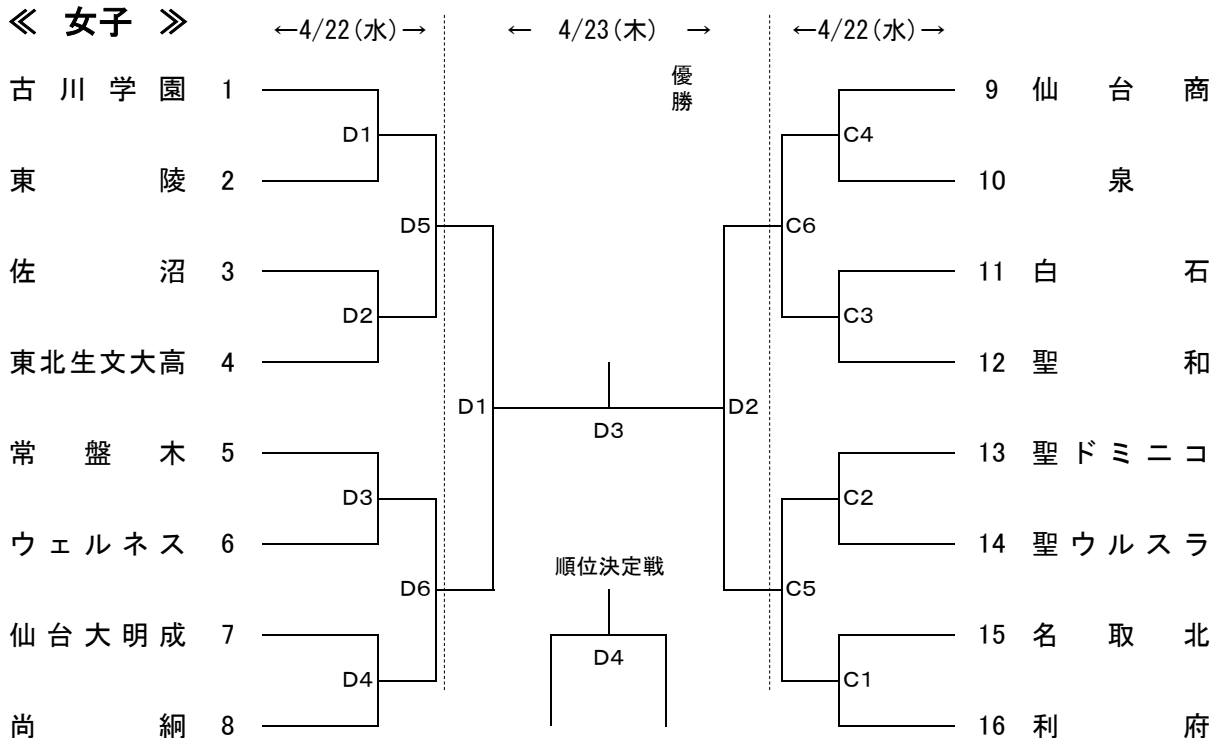 ≪ 女子 ≫ ←4/22(水)→ ← 4/23(木) → ←4/22(水)→
優勝
古川学園 1 9 仙台商
D1 C4
東陵 2 10 泉
D5 C6
佐沼 3 11 白石
D2 C3
東北生文大高 4 12 聖和
D1 D3 D2
常盤木 5 13 聖ドミニコ
D3 C2
ウェルネス 6 14 聖ウルスラ
順位決定戦
D6 C5
仙台大明成 7 15 名取北
D4
D4 C1
尚絅 8 16 利府